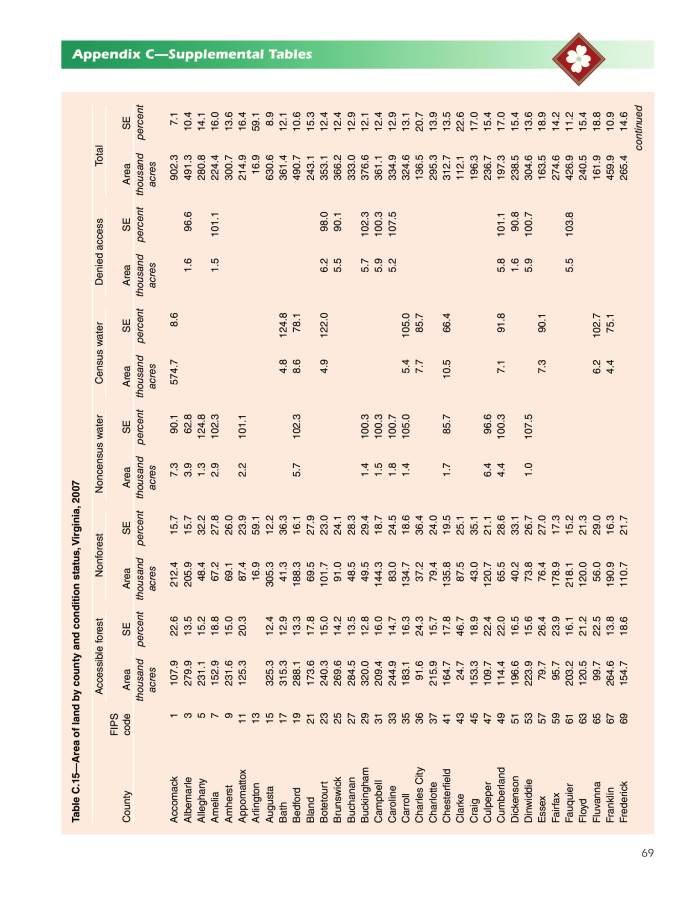 Appendix C—Supplemental Tables
Table C.15—Area of land by county and condition status, Virginia, 2007
Accessible forest Nonforest Noncensus water Census water Denied access Total
County FIPS code Area SE Area SE Area SE Area SE Area SE Area SE
thousand acres percent thousand acres percent thousand acres percent thousand acres percent thousand acres percent thousand acres percent
Accomack 1 107.9 22.6 212.4 15.7 7.3 90.1 574.7 8.6 902.3 7.1
Albemarle 3 279.9 13.5 205.9 15.7 3.9 62.8 1.6 96.6 491.3 10.4
Alleghany 5 231.1 15.2 48.4 32.2 1.3 124.8 280.8 14.1
Amelia 7 152.9 18.8 67.2 27.8 2.9 102.3 1.5 101.1 224.4 16.0
Amherst 9 231.6 15.0 69.1 26.0 300.7 13.6
Appomattox 11 125.3 20.3 87.4 23.9 2.2 101.1 214.9 16.4
Arlington 13 16.9 59.1 16.9 59.1
Augusta 15 325.3 12.4 305.3 12.2 630.6 8.9
Bath 17 315.3 12.9 41.3 36.3 4.8 124.8 361.4 12.1
Bedford 19 288.1 13.3 188.3 16.1 5.7 102.3 8.6 78.1 490.7 10.6
Bland 21 173.6 17.8 69.5 27.9 243.1 15.3
Botetourt 23 240.3 15.0 101.7 23.0 4.9 122.0 6.2 98.0 353.1 12.4
Brunswick 25 269.6 14.2 91.0 24.1 5.5 90.1 366.2 12.4
Buchanan 27 284.5 13.5 48.5 28.3 333.0 12.9
Buckingham 29 320.0 12.8 49.5 29.4 1.4 100.3 5.7 102.3 376.6 12.1
Campbell 31 209.4 16.0 144.3 18.7 1.5 100.3 5.9 100.3 361.1 12.4
Caroline 33 244.9 14.7 83.0 24.5 1.8 100.7 5.2 107.5 334.9 12.9
Carroll 35 183.1 16.3 134.7 18.6 1.4 105.0 5.4 105.0 324.6 13.1
Charles City 36 91.6 24.3 37.2 36.4 7.7 85.7 136.5 20.7
Charlotte 37 215.9 15.7 79.4 24.0 295.3 13.9
Chesterfield 41 164.7 17.8 135.8 19.5 1.7 85.7 10.5 66.4 312.7 13.5
Clarke 43 24.7 46.7 87.5 25.1 112.1 22.6
Craig 45 153.3 18.9 43.0 35.1 196.3 17.0
Culpeper 47 109.7 22.4 120.7 21.1 6.4 96.6 236.7 15.4
Cumberland 49 114.4 22.0 65.5 28.6 4.4 100.3 7.1 91.8 5.8 101.1 197.3 17.0
Dickenson 51 196.6 16.5 40.2 33.1 1.6 90.8 238.5 15.4
Dinwiddie 53 223.9 15.6 73.8 26.7 1.0 107.5 5.9 100.7 304.6 13.6
Essex 57 79.7 26.4 76.4 27.0 7.3 90.1 163.5 18.9
Fairfax 59 95.7 23.9 178.9 17.3 274.6 14.2
Fauquier 61 203.2 16.1 218.1 15.2 5.5 103.8 426.9 11.2
Floyd 63 120.5 21.2 120.0 21.3 240.5 15.4
Fluvanna 65 99.7 22.5 56.0 29.0 6.2 102.7 161.9 18.8
Franklin 67 264.6 13.8 190.9 16.3 4.4 75.1 459.9 10.9
Frederick 69 154.7 18.6 110.7 21.7 265.4 14.6
continued
69